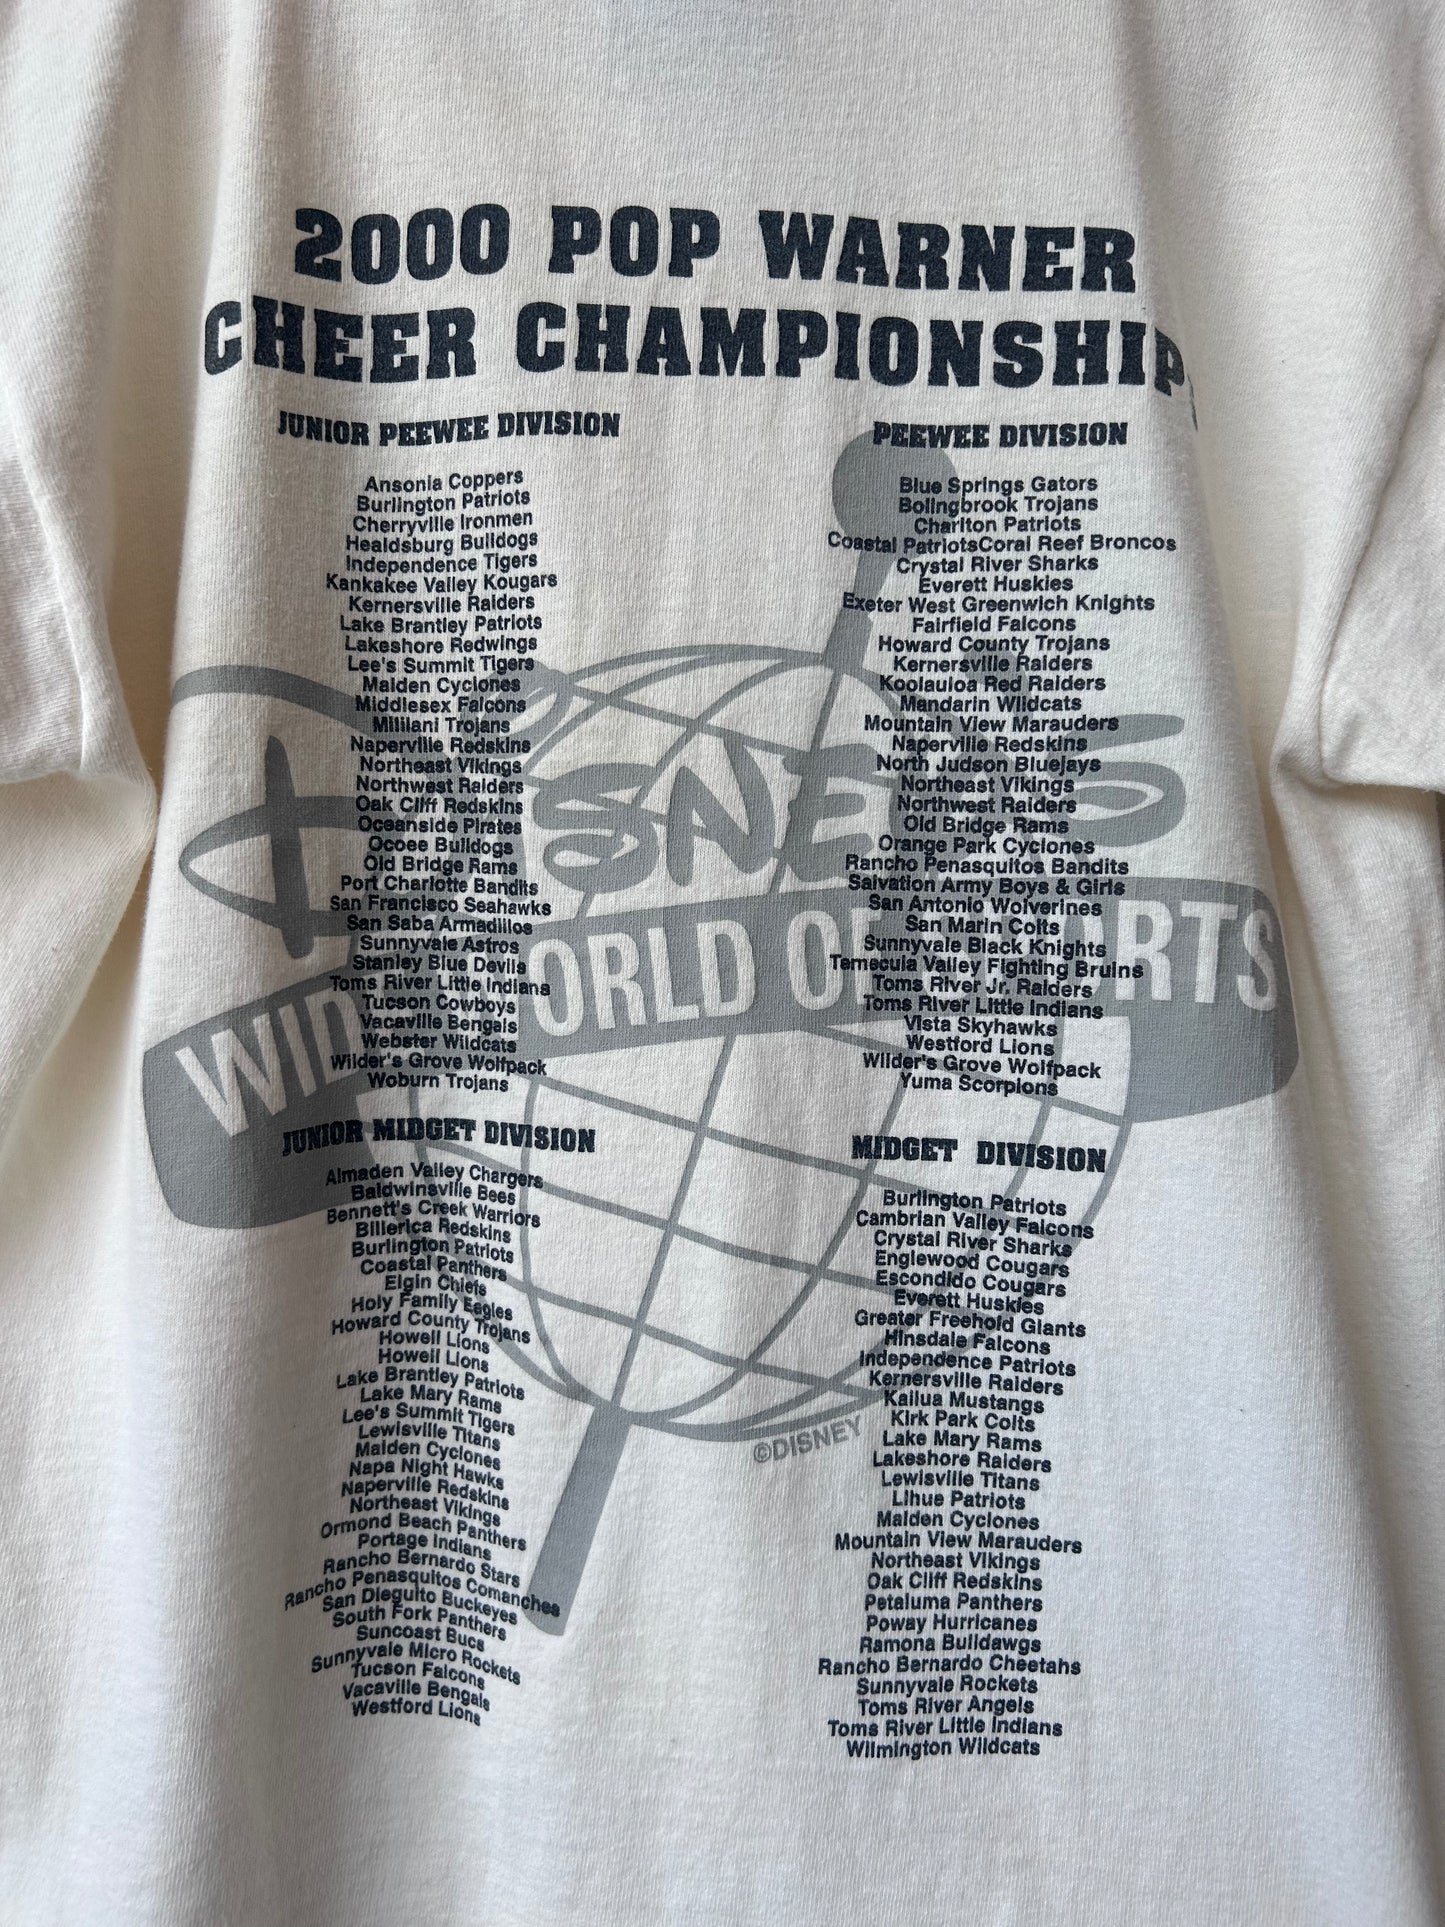 2000 POP WARNER
CHEER CHAMPIONSHIPS
JUNIOR PEEWEE DIVISION
Ansonia Coppers
Burlington Patriots
Cherryville Ironmen
Healdsburg Bulldogs
Independence Tigers
Kankakee Valley Kougars
Kernersville Raiders
Lake Brantley Patriots
Lakeshore Redwings
Lee's Summit Tigers
Malden Cyclones
Middlesex Falcons
Mililani Trojans
Naperville Redskins
Northeast Vikings
Northwest Raiders
Oak Cliff Redskins
Oceanside Pirates
Ocoee Bulldogs
Old Bridge Rams
Port Charlotte Bandits
San Francisco Seahawks
San Saba Armadillos
Sunnyvale Astros
Stanley Blue Devils
Toms River Little Indians
Tucson Cowboys
Vacaville Bengals
Webster Wildcats
Wilder's Grove Wolfpack
Woburn Trojans
PEEWEE DIVISION
Blue Springs Gators
Bolingbrook Trojans
Charlton Patriots
Coastal PatriotsCoral Reef Broncos
Crystal River Sharks
Everett Huskies
Exeter West Greenwich Knights
Fairfield Falcons
Howard County Trojans
Kernersville Raiders
Koolauloa Red Raiders
Mandarin Wildcats
Mountain View Marauders
Naperville Redskins
North Judson Bluejays
Northeast Vikings
Northwest Raiders
Old Bridge Rams
Orange Park Cyclones
Rancho Penasquitos Bandits
Salvation Army Boys & Girls
San Antonio Wolverines
San Marin Colts
Sunnyvale Black Knights
Temecula Valley Fighting Bruins
Toms River Jr. Raiders
Toms River Little Indians
Vista Skyhawks
Westford Lions
Wilder's Grove Wolfpack
Yuma Scorpions
JUNIOR MIDGET DIVISION
Almaden Valley Chargers
Baldwinsville Bees
Bennett's Creek Warriors
Billerica Redskins
Burlington Patriots
Coastal Panthers
Elgin Chiefs
Holy Family Eagles
Howard County Trojans
Howell Lions
Howell Lions
Lake Brantley Patriots
Lake Mary Rams
Lee's Summit Tigers
Lewisville Titans
Malden Cyclones
Napa Night Hawks
Naperville Redskins
Northeast Vikings
Ormond Beach Panthers
Portage Indians
Rancho Bernardo Stars
Rancho Penasquitos Comanches
San Dieguito Buckeyes
South Fork Panthers
Suncoast Bucs
Sunnyvale Micro Rockets
Tucson Falcons
Vacaville Bengals
Westford Lions
MIDGET DIVISION
Burlington Patriots
Cambrian Valley Falcons
Crystal River Sharks
Englewood Cougars
Escondido Cougars
Everett Huskies
Greater Freehold Giants
Hinsdale Falcons
Independence Patriots
Kernersville Raiders
Kailua Mustangs
Kirk Park Colts
Lake Mary Rams
Lakeshore Raiders
Lewisville Titans
Lihue Patriots
Malden Cyclones
Mountain View Marauders
Northeast Vikings
Oak Cliff Redskins
Petaluma Panthers
Poway Hurricanes
Ramona Bulldawgs
Rancho Bernardo Cheetahs
Sunnyvale Rockets
Toms River Angels
Toms River Little Indians
Wilmington Wildcats
DISNEY'S
WIDE WORLD OF SPORTS
©DISNEY